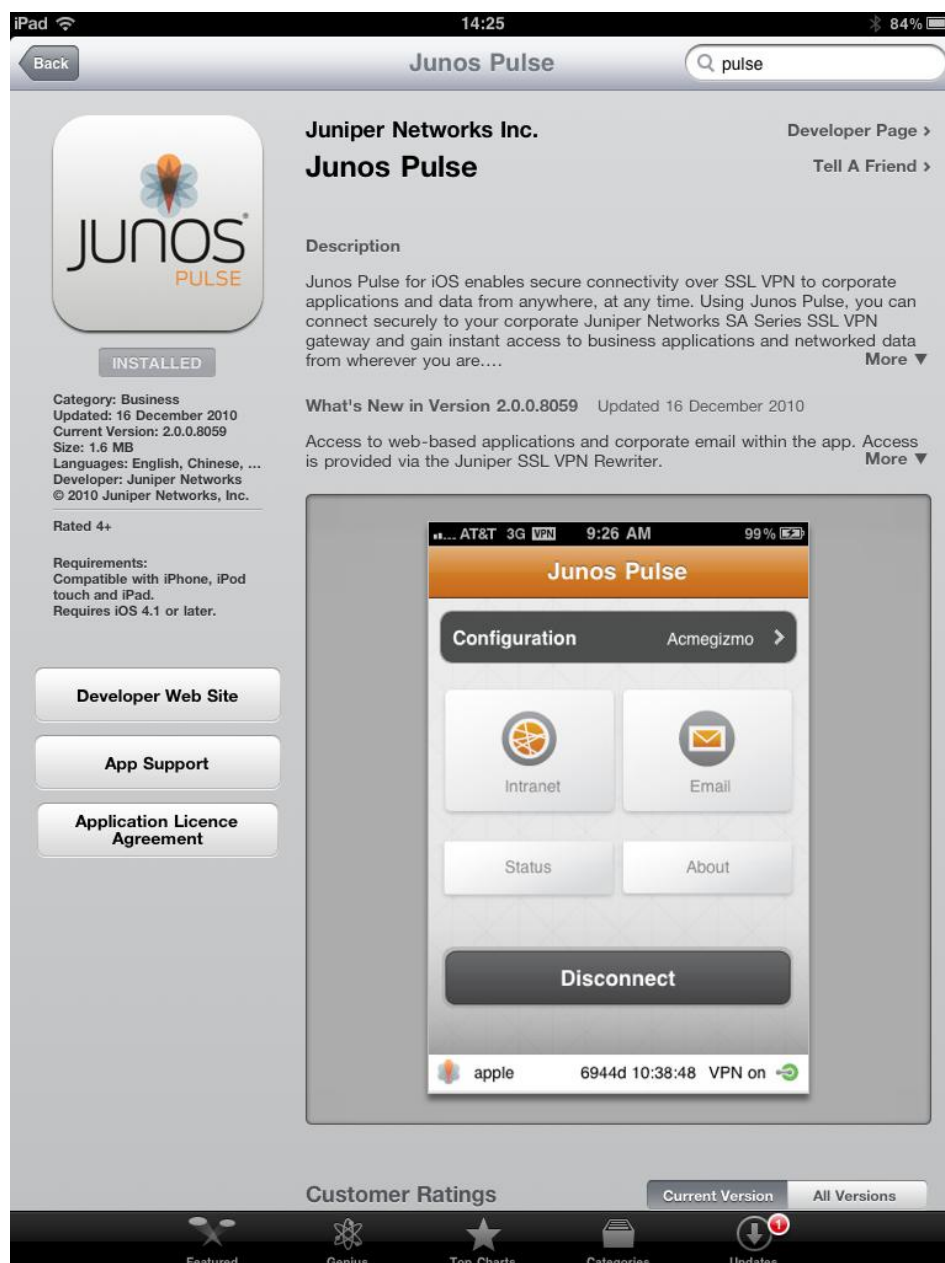 iPad 14:25 84%
Back Junos Pulse pulse
JUNOS
PULSE
INSTALLED
Category: Business
Updated: 16 December 2010
Current Version: 2.0.0.8059
Size: 1.6 MB
Languages: English, Chinese, ...
Developer: Juniper Networks
© 2010 Juniper Networks, Inc.
Rated 4+
Requirements:
Compatible with iPhone, iPod
touch and iPad.
Requires iOS 4.1 or later.
Developer Web Site
App Support
Application Licence
Agreement
Juniper Networks Inc. Developer Page ›
Junos Pulse Tell A Friend ›
Description
Junos Pulse for iOS enables secure connectivity over SSL VPN to corporate
applications and data from anywhere, at any time. Using Junos Pulse, you can
connect securely to your corporate Juniper Networks SA Series SSL VPN
gateway and gain instant access to business applications and networked data
from wherever you are.... More ▼
What's New in Version 2.0.0.8059 Updated 16 December 2010
Access to web-based applications and corporate email within the app. Access
is provided via the Juniper SSL VPN Rewriter. More ▼
AT&T 3G VPN 9:26 AM 99%
Junos Pulse
Configuration Acmegizmo
Intranet Email
Status About
Disconnect
apple 6944d 10:38:48 VPN on
Customer Ratings Current Version All Versions
1
Featured Genius Top Charts Categories Updates